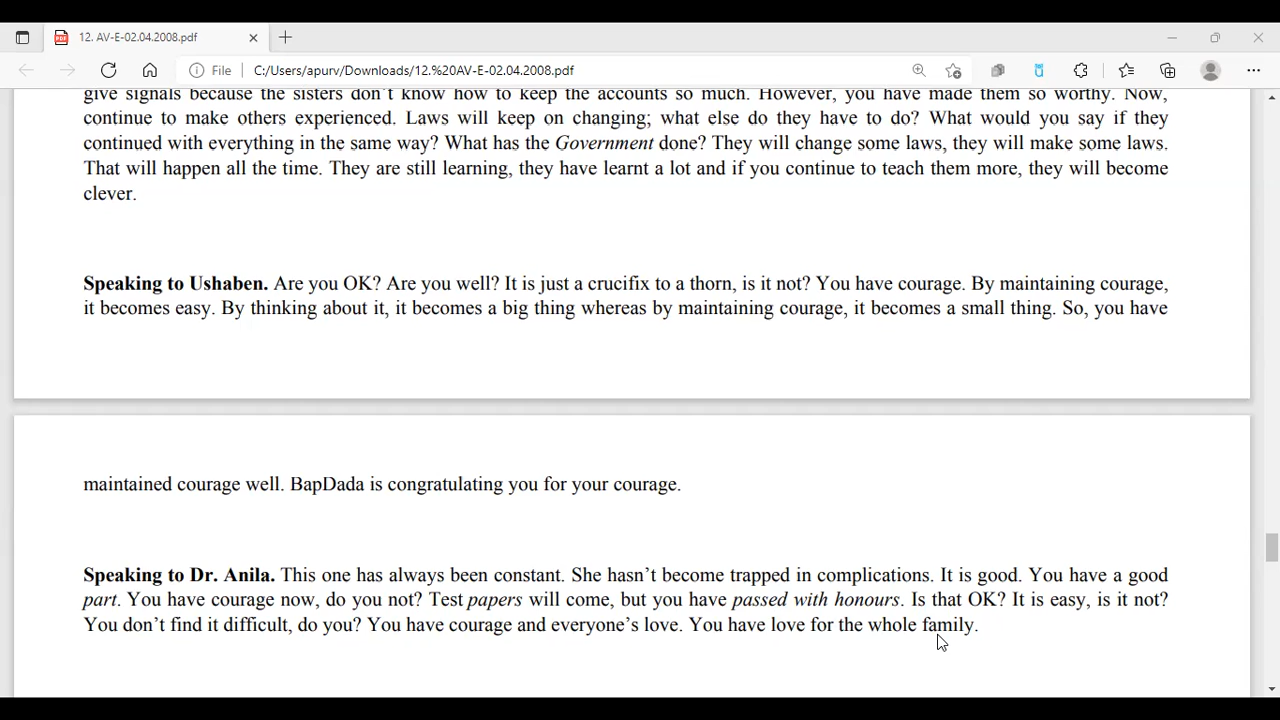 12. AV-E-02.04.2008.pdf
File
C:/Users/apurv/Downloads/12.%20AV-E-02.04.2008.pdf
give signals because the sisters don't know how to keep the accounts so much. However, you have made them so worthy. Now,
continue to make others experienced. Laws will keep on changing; what else do they have to do? What would you say if they
continued with everything in the same way? What has the Government done? They will change some laws, they will make some laws.
That will happen all the time. They are still learning, they have learnt a lot and if you continue to teach them more, they will become
clever.
Speaking to Ushaben. Are you OK? Are you well? It is just a crucifix to a thorn, is it not? You have courage. By maintaining courage,
it becomes easy. By thinking about it, it becomes a big thing whereas by maintaining courage, it becomes a small thing. So, you have
maintained courage well. BapDada is congratulating you for your courage.
Speaking to Dr. Anila. This one has always been constant. She hasn't become trapped in complications. It is good. You have a good
part. You have courage now, do you not? Test papers will come, but you have passed with honours. Is that OK? It is easy, is it not?
You don't find it difficult, do you? You have courage and everyone's love. You have love for the whole family.